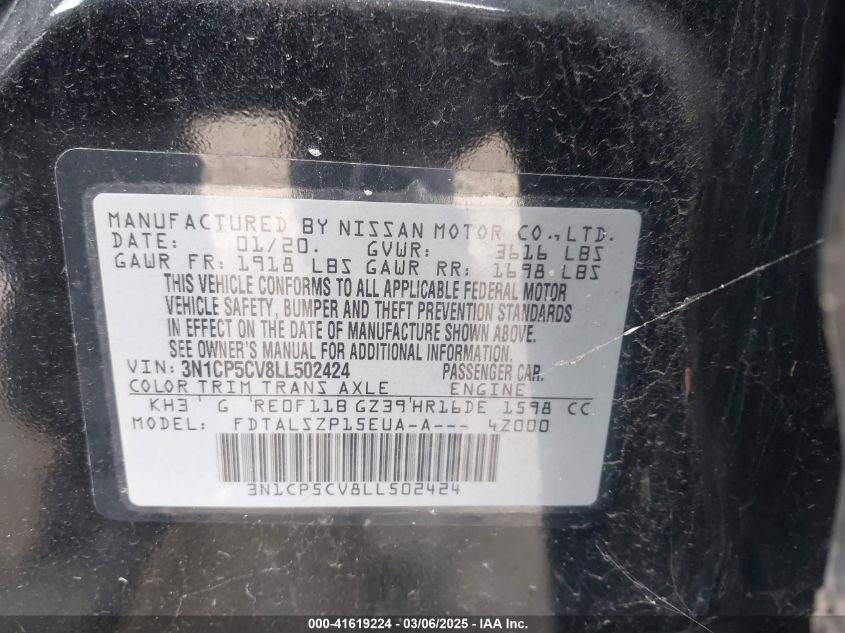 MANUFACTURED BY NISSAN MOTOR CO., LTD.
DATE: 01/20. GVWR: 3616 LBS
GAWR FR: 1918 LBS GAWR RR: 1698 LBS
THIS VEHICLE CONFORMS TO ALL APPLICABLE FEDERAL MOTOR
VEHICLE SAFETY, BUMPER AND THEFT PREVENTION STANDARDS
IN EFFECT ON THE DATE OF MANUFACTURE SHOWN ABOVE.
SEE OWNER'S MANUAL FOR ADDITIONAL INFORMATION.
VIN: 3N1CP5CV8LL502424 PASSENGER CAR.
COLOR TRIM TRANS AXLE ENGINE
KH3 G RE0F11B GZ39 HR16DE 1598 CC
MODEL: FDTALSZP15EUA-A--- 4Z000
3N1CP5CV8LL502424
000-41619224 - 03/06/2025 - IAA Inc.